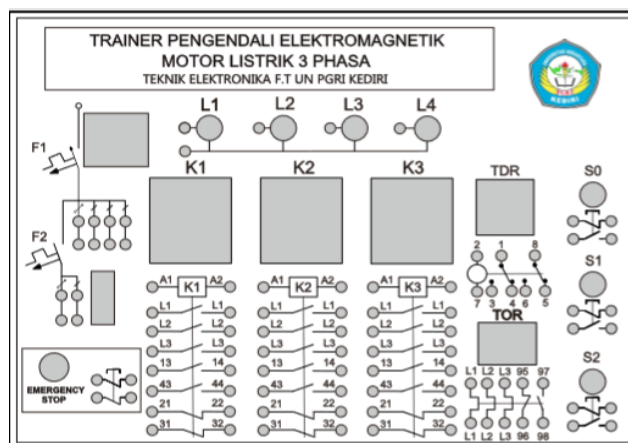 TRAINER PENGENDALI ELEKTROMAGNETIK
MOTOR LISTRIK 3 PHASA
TEKNIK ELEKTRONIKA F.T UN PGRI KEDIRI
KEDIRI
L1 L2 L3 L4
F1
K1 K2 K3 TDR S0
2 1 8
F2
A1 K1 A2 A1 K2 A2 A1 K3 A2
S1
7 3 4 6 5
L1 L1 L1 L1 L1 L1
TOR
L2 L2 L2 L2 L2 L2
L3 L3 L3 L3 L3 L3
13 14 13 14 13 14
S2
L1 L2 L3 95 97
43 44 43 44 43 44
EMERGENCY
STOP
21 22 21 22 21 22
31 32 31 32 31 32
L1 L2 L3 96 98